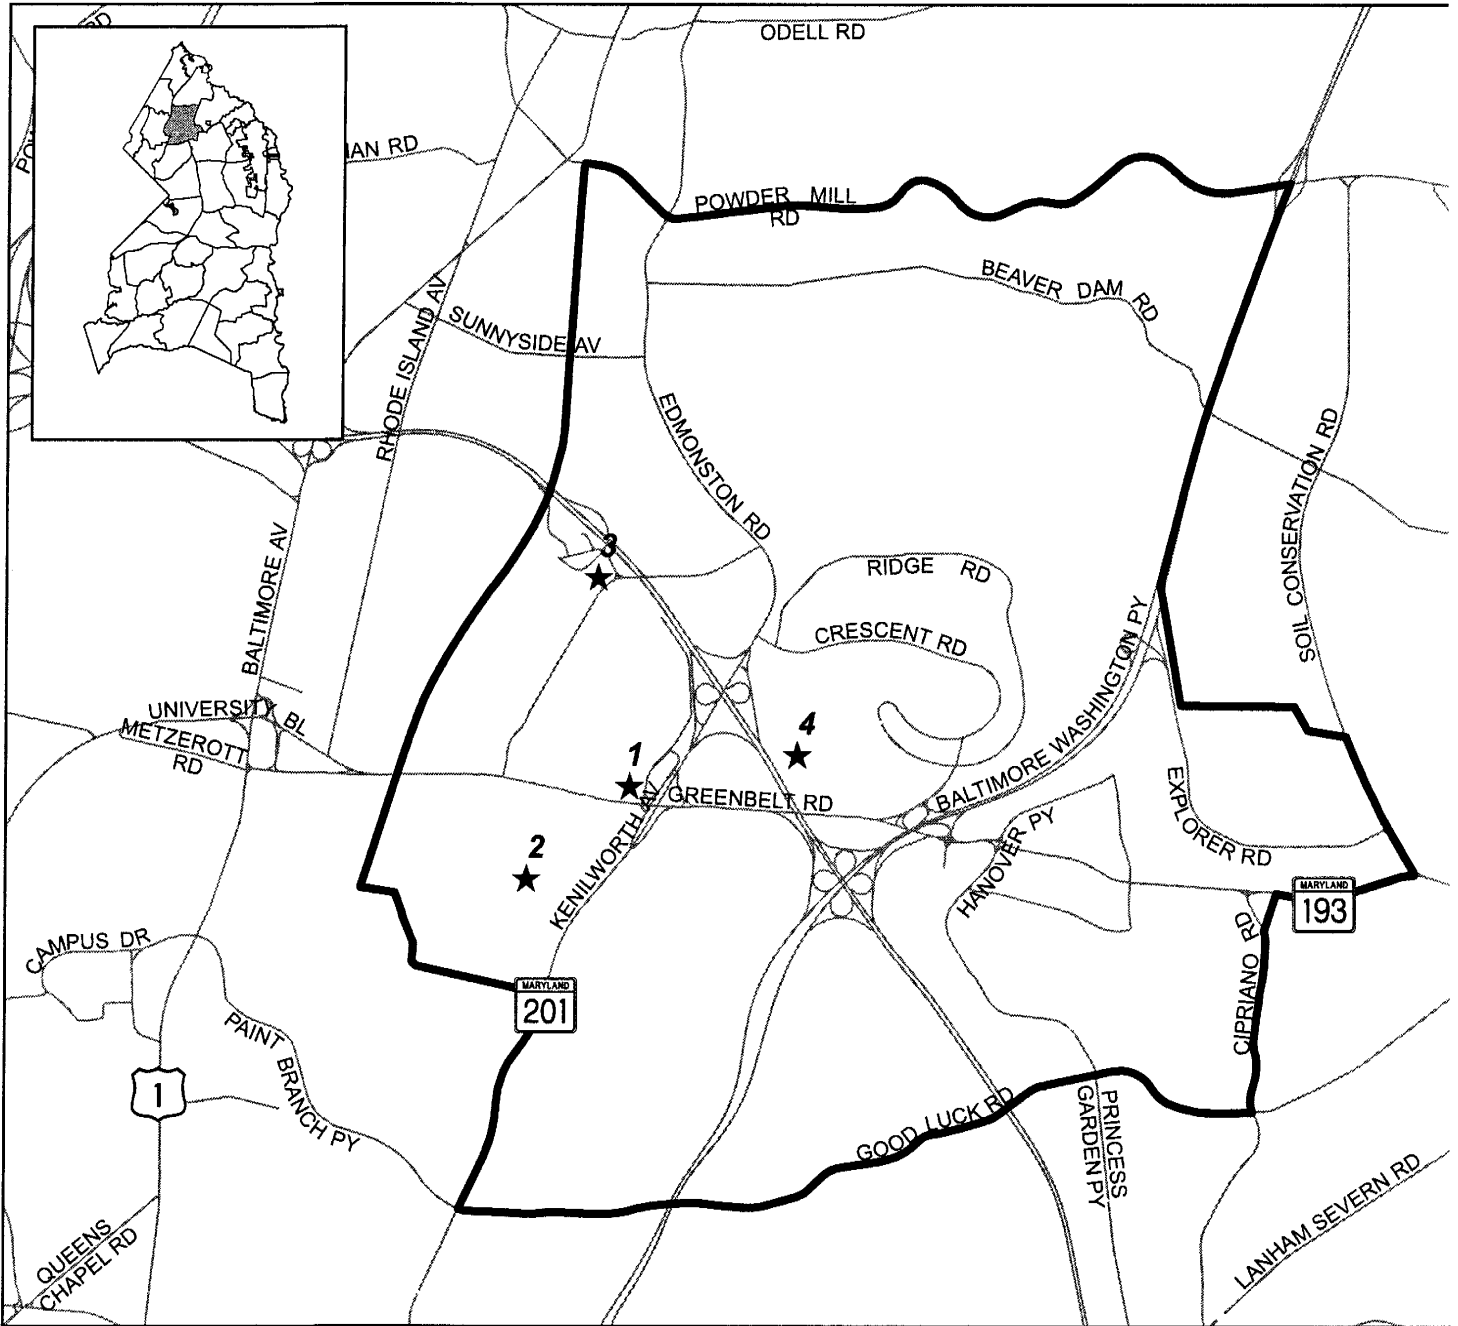 RD
ODELL RD
IAN RD
POWDER MILL
RD
BEAVER DAM RD
SUNNYSIDE AV
RHODE ISLAND AV
EDMONSTON RD
SOIL CONSERVATION RD
BALTIMORE AV
3
RIDGE RD
CRESCENT RD
BALTIMORE WASHINGTON PY
UNIVERSITY BL
METZEROTT
RD
4
1
GREENBELT RD
KENILWORTH AV
EXPLORER RD
HANOVER PY
2
MARYLAND
193
CAMPUS DR
CIPRIANO RD
MARYLAND
201
PAINT BRANCH PY
1
GOOD LUCK RD
PRINCESS
GARDEN PY
LANHAM SEVERN RD
QUEENS
CHAPEL RD